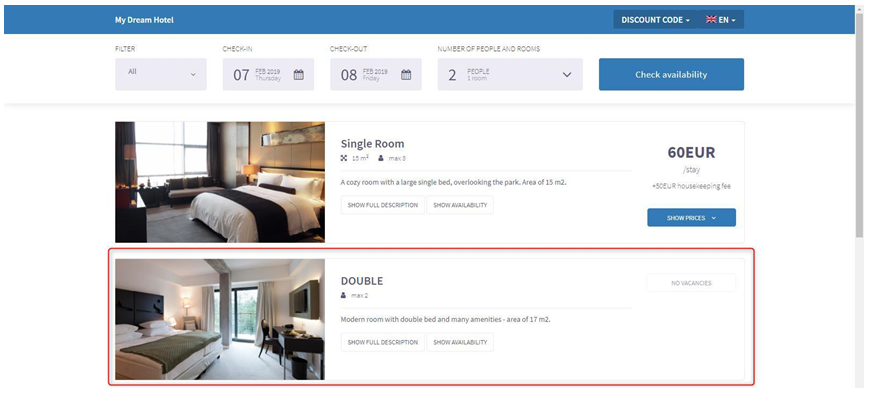 My Dream Hotel
DISCOUNT CODE
EN
FILTER
CHECK-IN
CHECK-OUT
NUMBER OF PEOPLE AND ROOMS
All
07 FEB 2019
Thursday
08 FEB 2019
Friday
2 PEOPLE
1 room
Check availability
Single Room
15 m²
max 3
A cozy room with a large single bed, overlooking the park. Area of 15 m2.
SHOW FULL DESCRIPTION
SHOW AVAILABILITY
60EUR
/stay
+50EUR housekeeping fee
SHOW PRICES
DOUBLE
max 2
Modern room with double bed and many amenities - area of 17 m2.
SHOW FULL DESCRIPTION
SHOW AVAILABILITY
NO VACANCIES